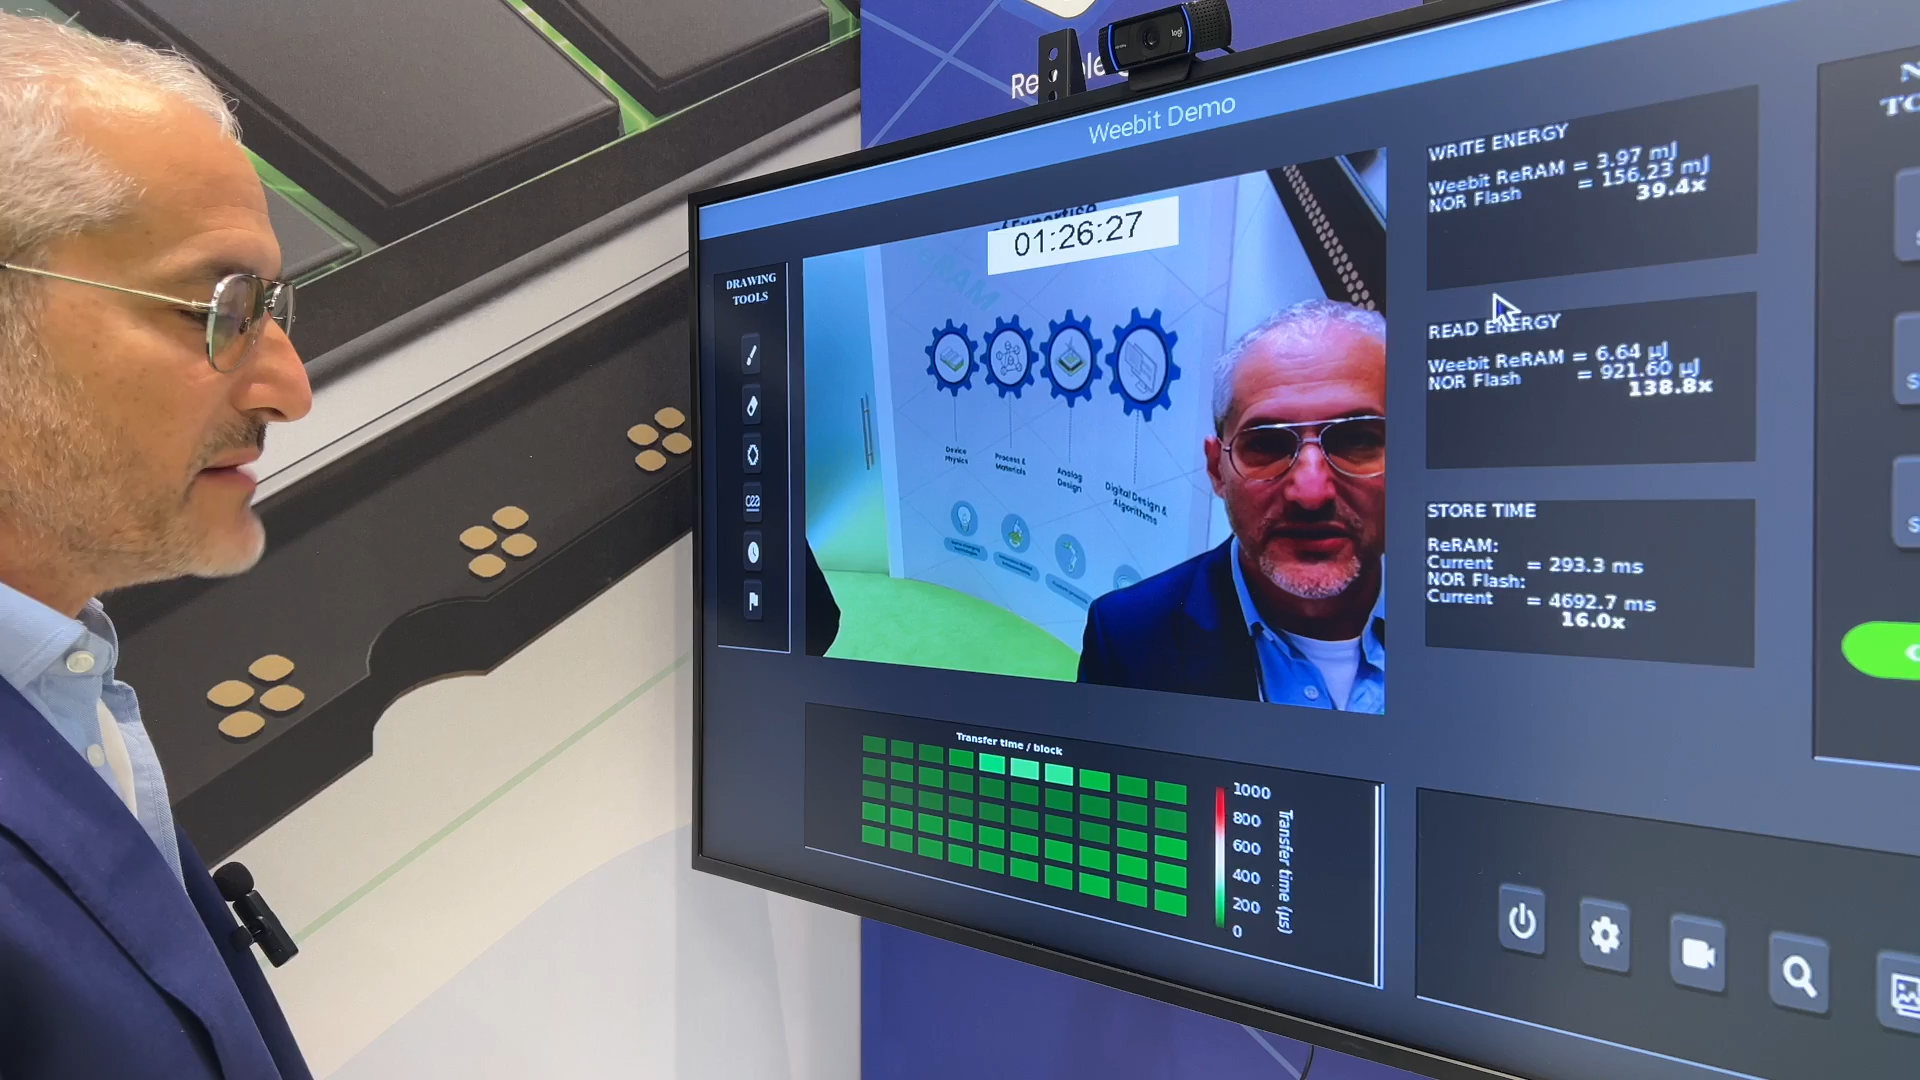 logi
Weebit Demo
DRAWING
TOOLS
01:26:27
Device
Physics
Process &
Materials
Analog
Design
Digital Design &
Algorithms
WRITE ENERGY
Weebit ReRAM = 3.97 mJ
NOR Flash = 156.23 mJ
39.4x
READ ENERGY
Weebit ReRAM = 6.64 µJ
NOR Flash = 921.60 µJ
138.8x
STORE TIME
ReRAM:
Current = 293.3 ms
NOR Flash:
Current = 4692.7 ms
16.0x
Transfer time / block
1000
800
600
400
200
0
Transfer time (µs)